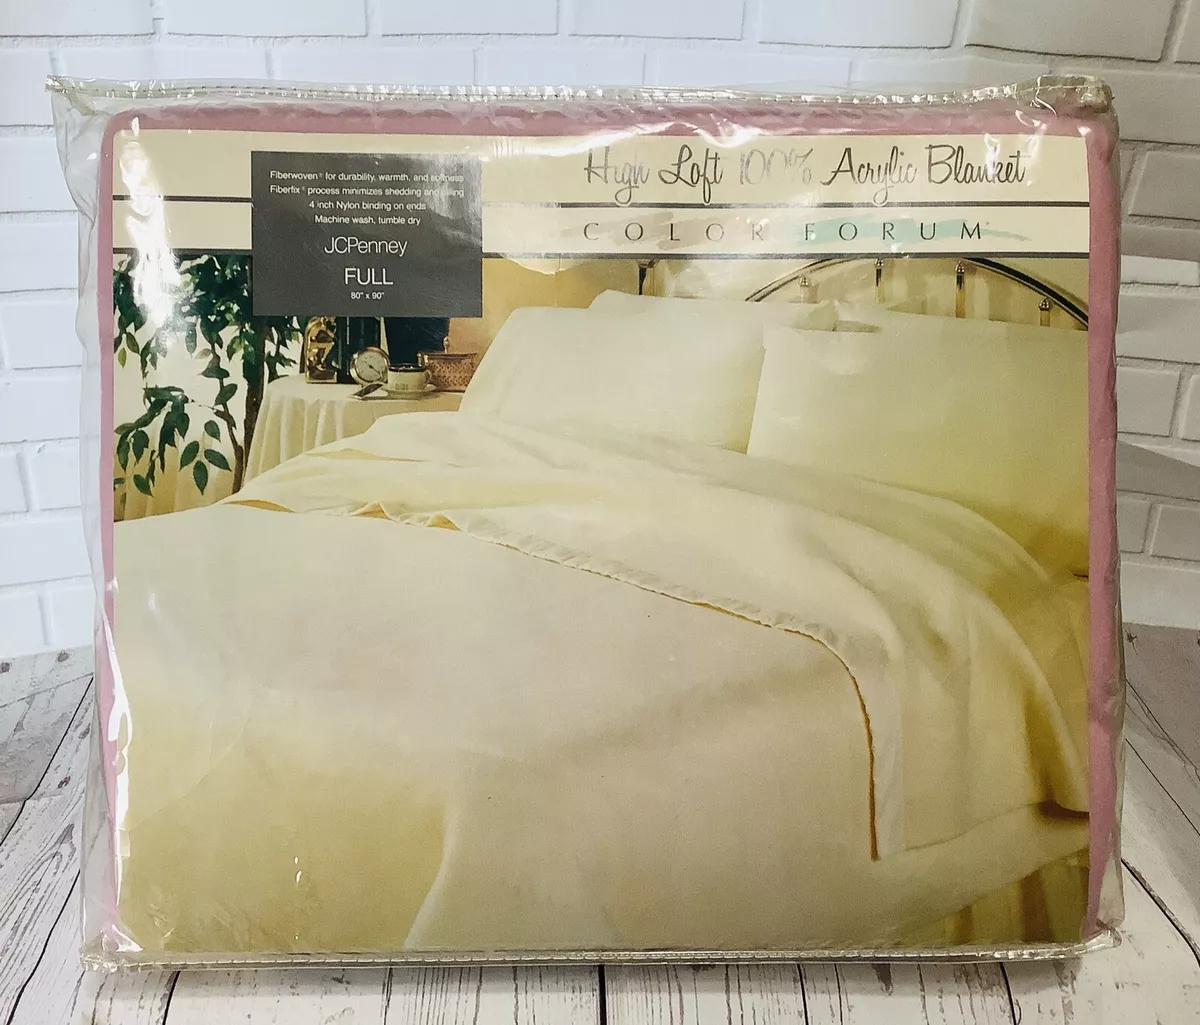 High Loft 100% Acrylic Blanket
COLOR FORUM
Fiberwoven® for durability, warmth, and softness
Fiberfix® process minimizes shedding and pilling
4 inch Nylon binding on ends
Machine wash, tumble dry
JCPenney
FULL
80" x 90"